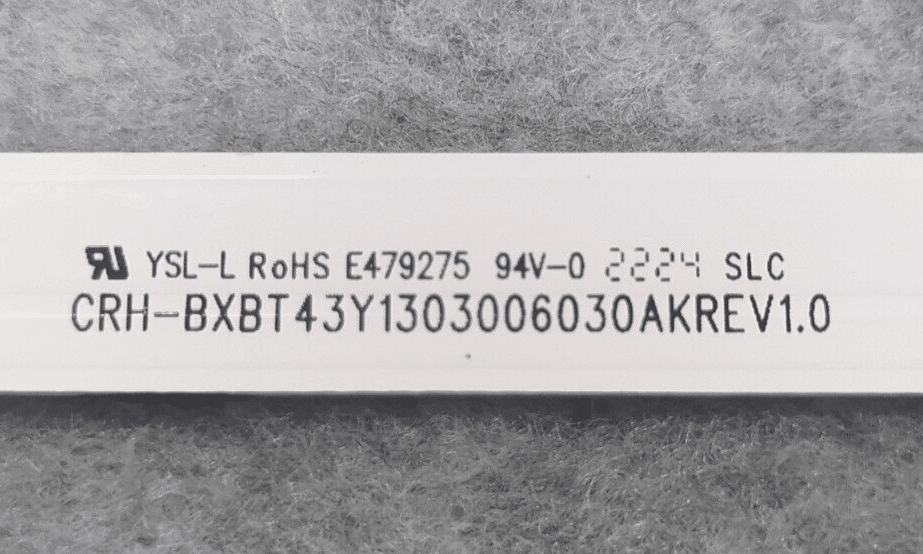 YSL-L RoHS E479275 94V-0 2224 SLC
CRH-BXBT43Y1303006030AKREV1.0